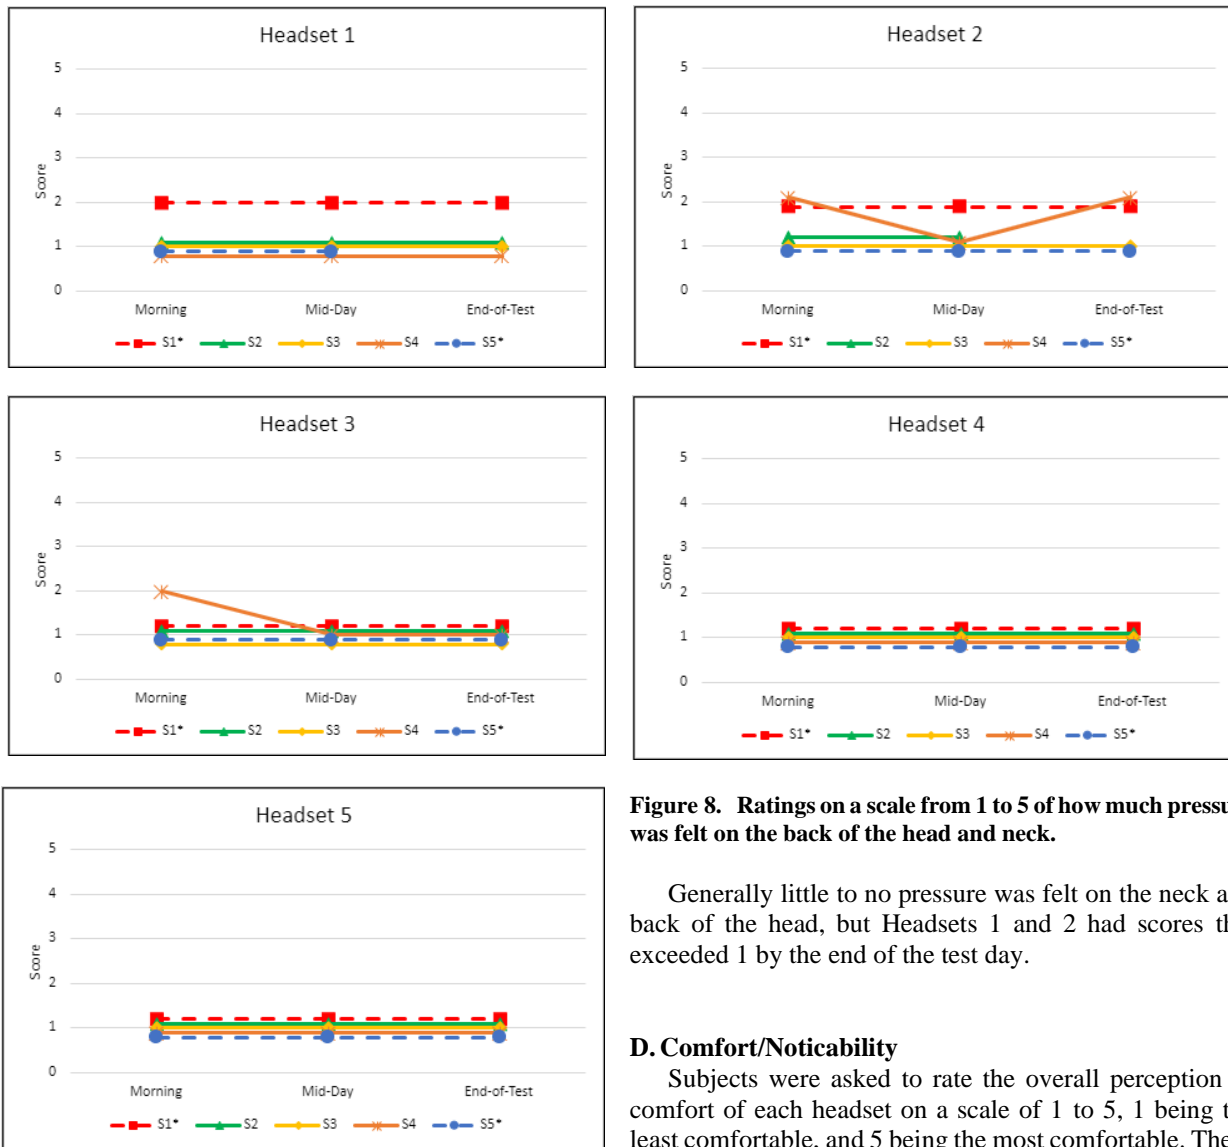 Headset 1
5
4
3
2
1
0
Score
Morning Mid-Day End-of-Test
S1* S2 S3 S4 S5*
Headset 2
5
4
3
2
1
0
Score
Morning Mid-Day End-of-Test
S1* S2 S3 S4 S5*
Headset 3
5
4
3
2
1
0
Score
Morning Mid-Day End-of-Test
S1* S2 S3 S4 S5*
Headset 4
5
4
3
2
1
0
Score
Morning Mid-Day End-of-Test
S1* S2 S3 S4 S5*
Headset 5
5
4
3
2
1
0
Score
Morning Mid-Day End-of-Test
S1* S2 S3 S4 S5*
Figure 8. Ratings on a scale from 1 to 5 of how much
was felt on the back of the head and neck.
Generally little to no pressure was felt on the neck
back of the head, but Headsets 1 and 2 had scores
exceeded 1 by the end of the test day.
D. Comfort/Noticability
Subjects were asked to rate the overall perception
comfort of each headset on a scale of 1 to 5, 1 being
least comfortable, and 5 being the most comfortable.